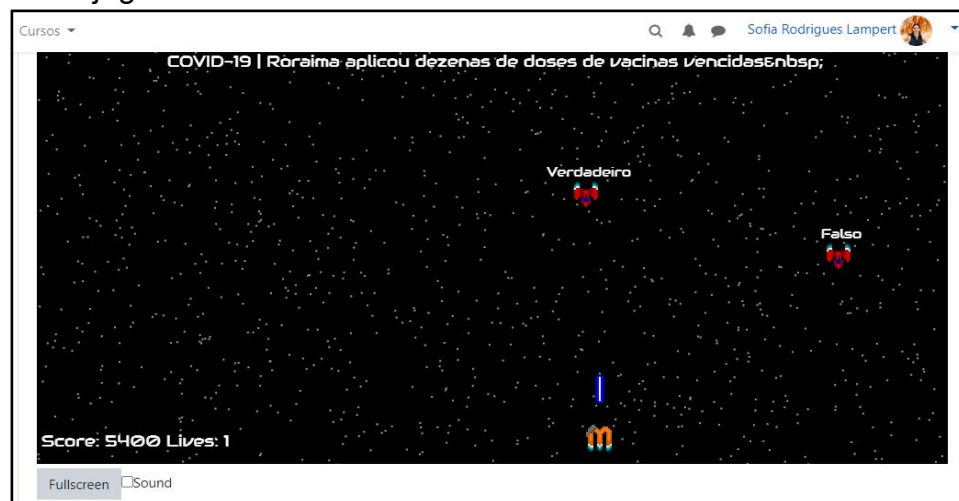 Cursos
Sofia Rodrigues Lampert
COVID-19 | Roraima aplicou dezenas de doses de vacinas vencidas&nbsp;
Verdadeiro
Falso
Score: 5400 Lives: 1
Fullscreen Sound